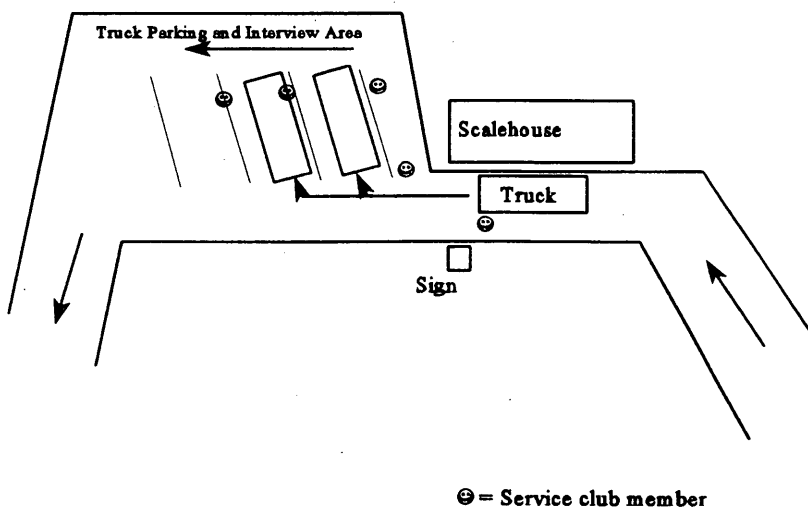 Truck Parking and Interview Area
Scalehouse
Truck
Sign
= Service club member